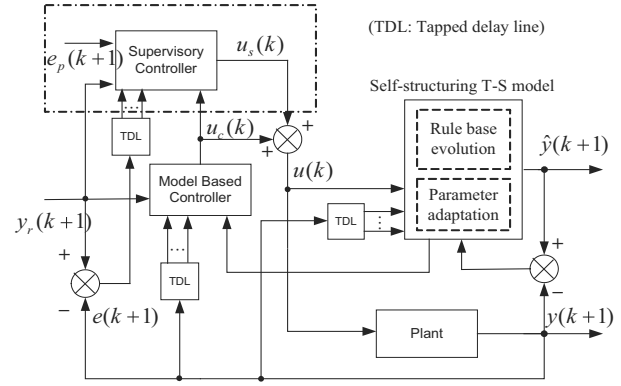 (TDL: Tapped delay line)
e_p(k+1)
Supervisory
Controller
u_s(k)
Self-structuring T-S model
TDL
u_c(k)
+
+
Rule base
evolution
ŷ(k+1)
Model Based
Controller
u(k)
Parameter
adaptation
y_r(k+1)
TDL
+
+
TDL
−
−
e(k+1)
Plant
y(k+1)